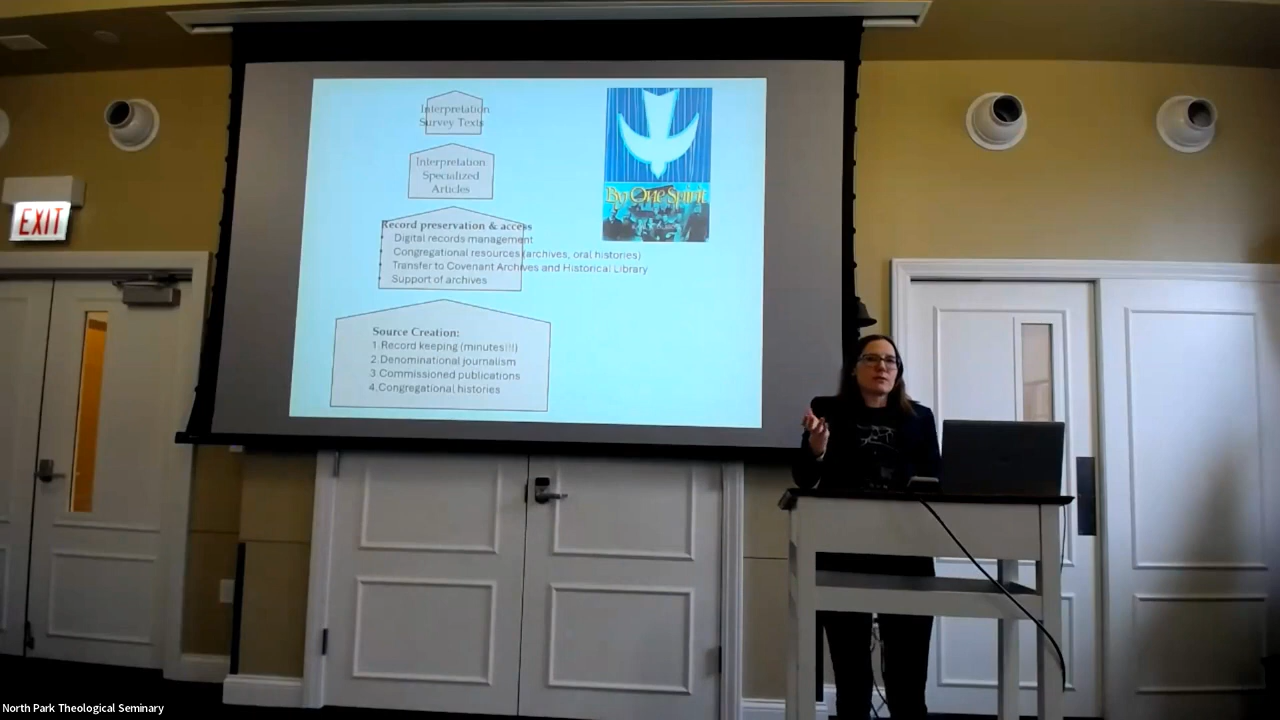 EXIT
Interpretation
Survey Texts
Interpretation
Specialized
Articles
Record preservation & access
Digital records management
Congregational resources (archives, oral histories)
Transfer to Covenant Archives and Historical Library
Support of archives
Source Creation:
1.Record keeping (minutes!!!)
2.Denominational journalism
3.Commissioned publications
4.Congregational histories
By One Spirit
North Park Theological Seminary